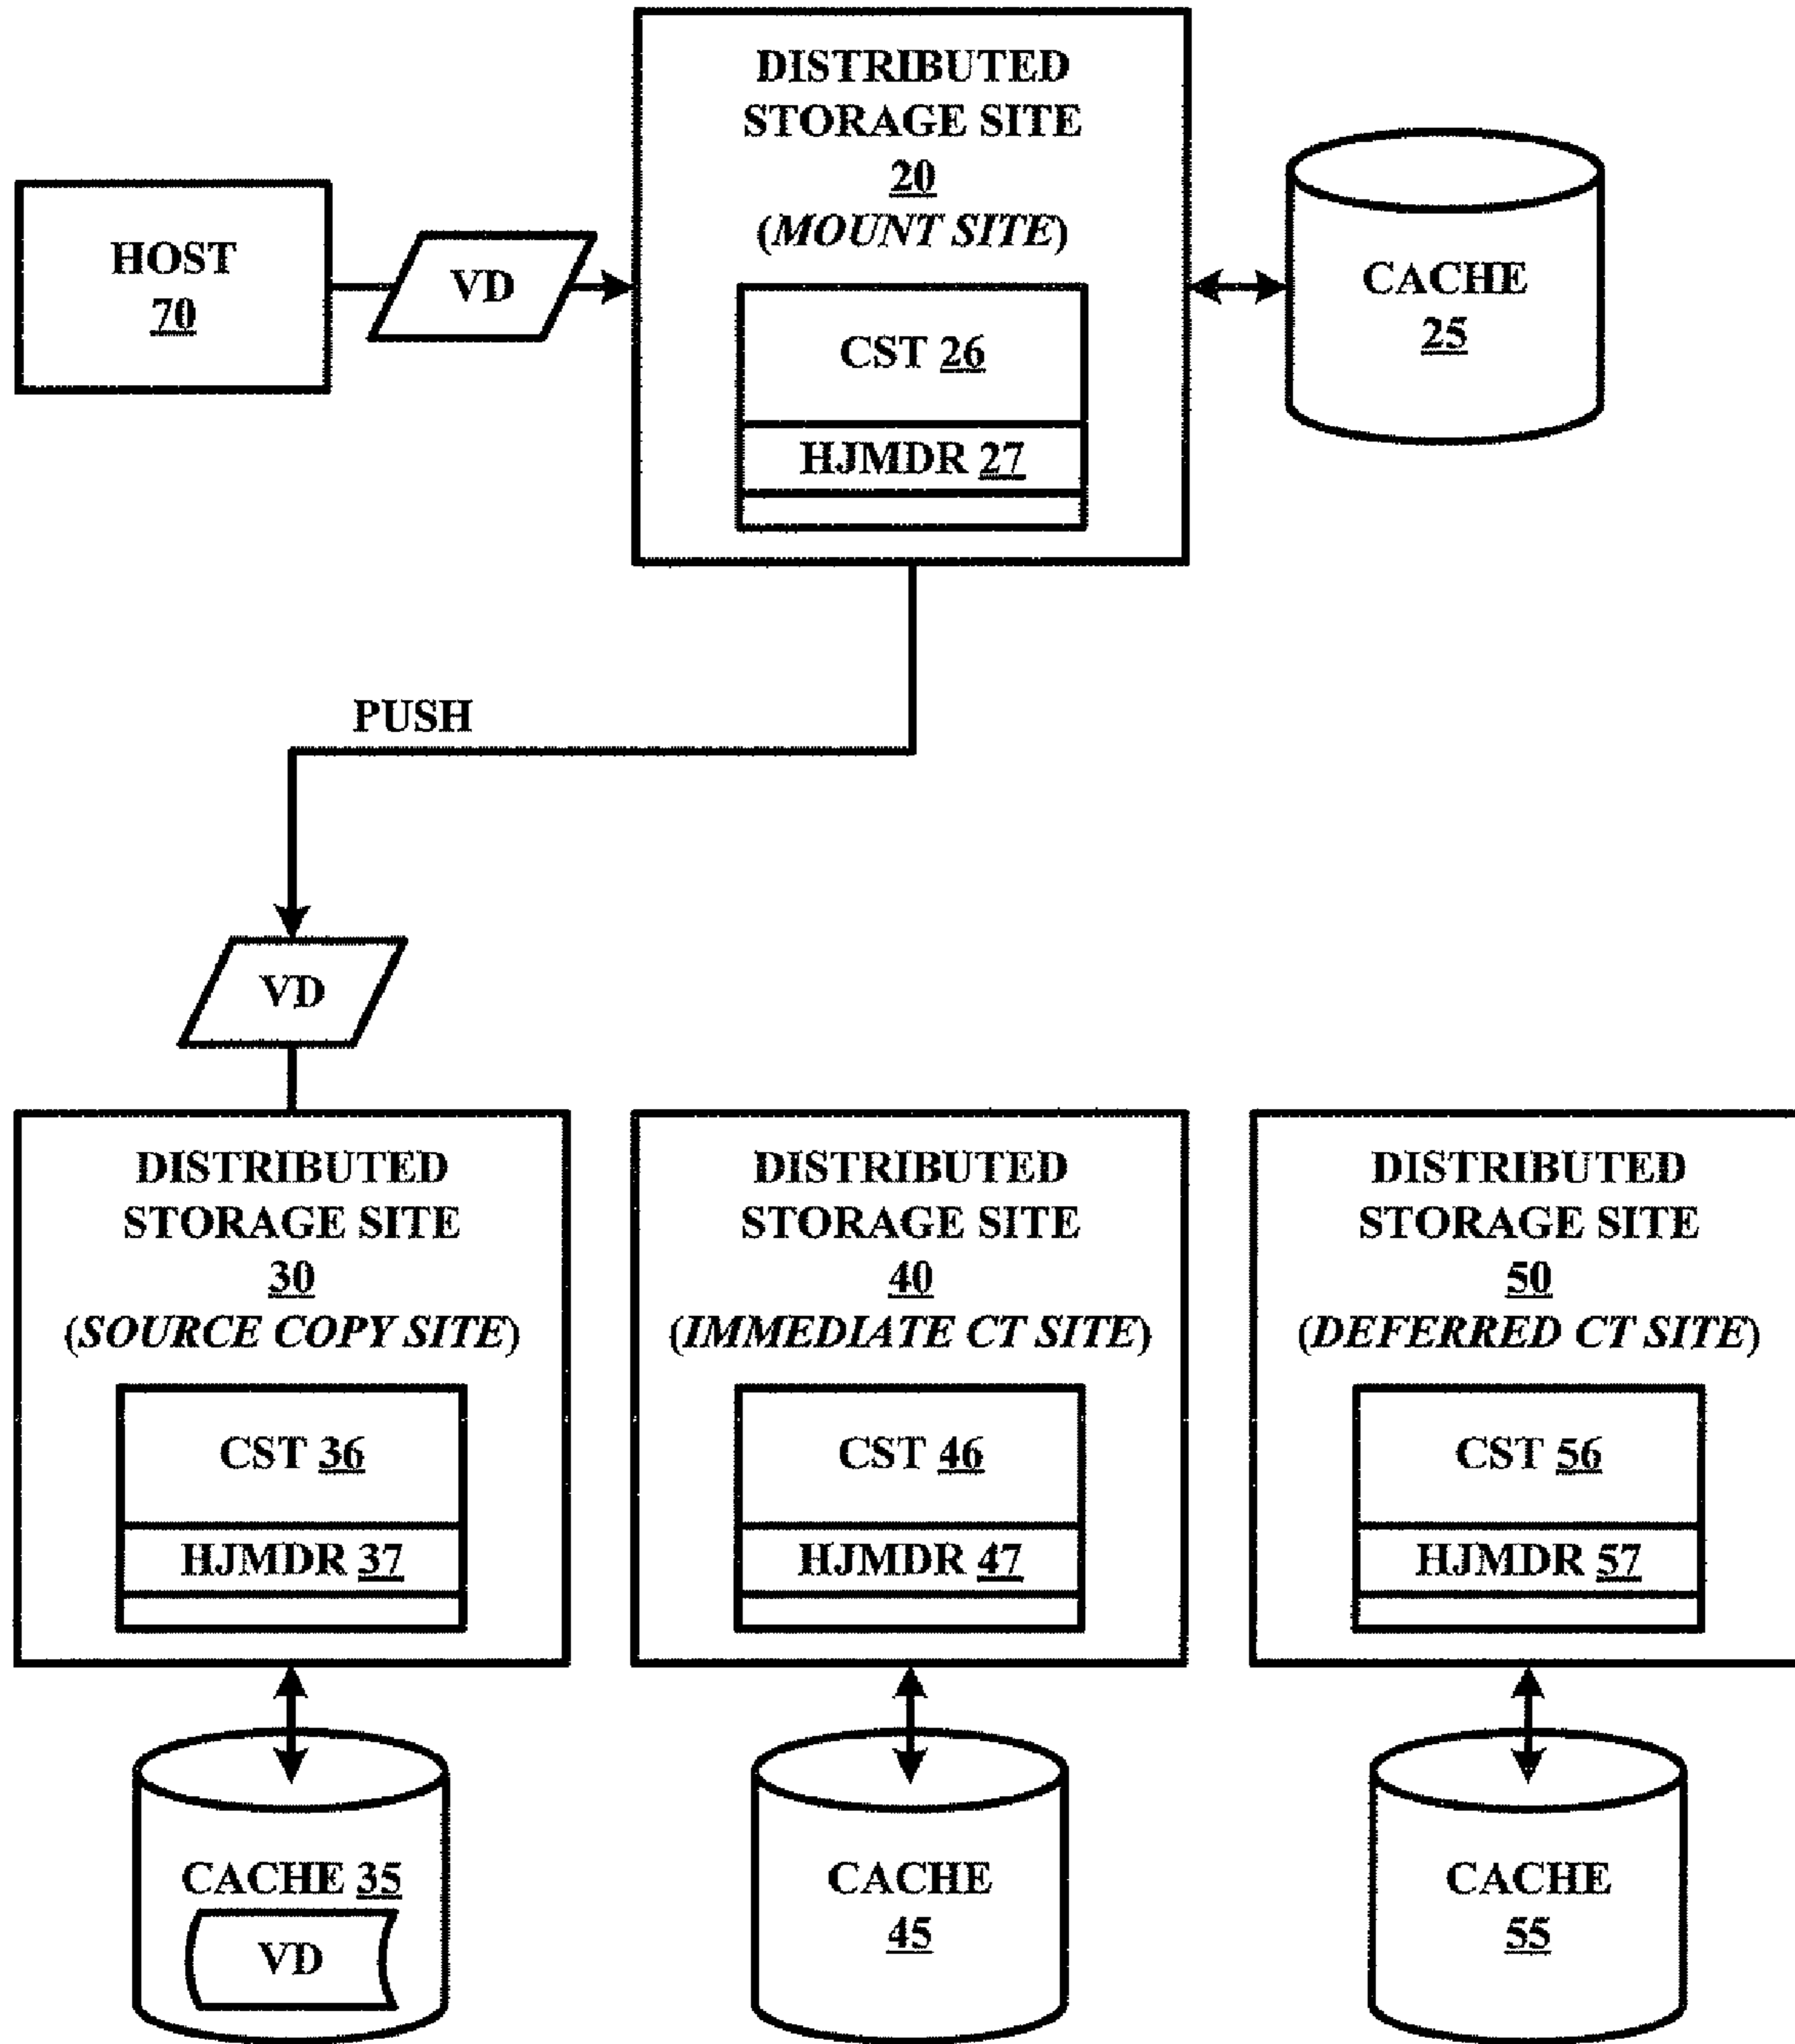 DISTRIBUTED
STORAGE SITE
20
(MOUNT SITE)
HOST
70
VD
CST 26
HJMDR 27
CACHE
25
PUSH
VD
DISTRIBUTED
STORAGE SITE
30
(SOURCE COPY SITE)
CST 36
HJMDR 37
DISTRIBUTED
STORAGE SITE
40
(IMMEDIATE CT SITE)
CST 46
HJMDR 47
DISTRIBUTED
STORAGE SITE
50
(DEFERRED CT SITE)
CST 56
HJMDR 57
CACHE 35
VD
CACHE
45
CACHE
55